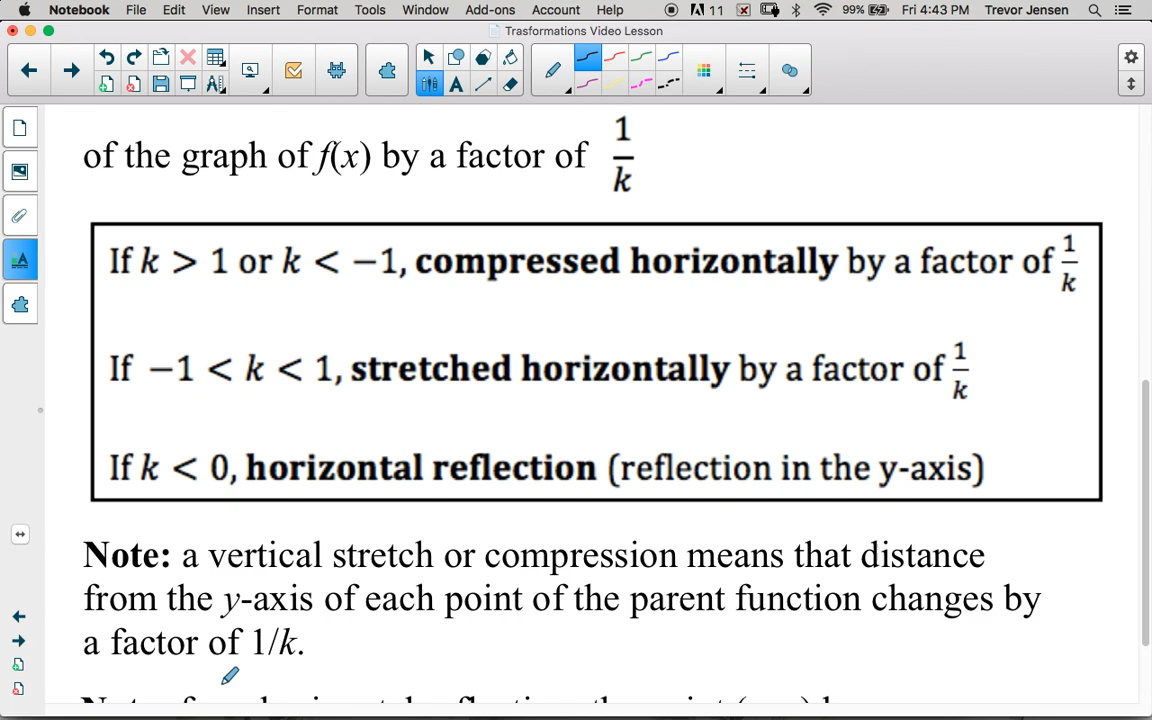 Notebook File Edit View Insert Format Tools Window Add-ons Account Help 11 99% Fri 4:43 PM Trevor Jensen
Trasformations Video Lesson
of the graph of f(x) by a factor of 1/k
If k > 1 or k < −1, compressed horizontally by a factor of 1/k
If −1 < k < 1, stretched horizontally by a factor of 1/k
If k < 0, horizontal reflection (reflection in the y-axis)
Note: a vertical stretch or compression means that distance
from the y-axis of each point of the parent function changes by
a factor of 1/k.